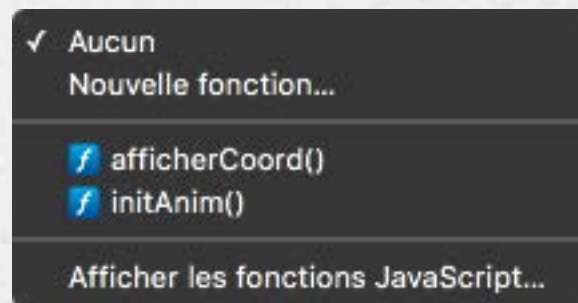 ✓ Aucun
Nouvelle fonction...
f afficherCoord()
f initAnim()
Afficher les fonctions JavaScript...